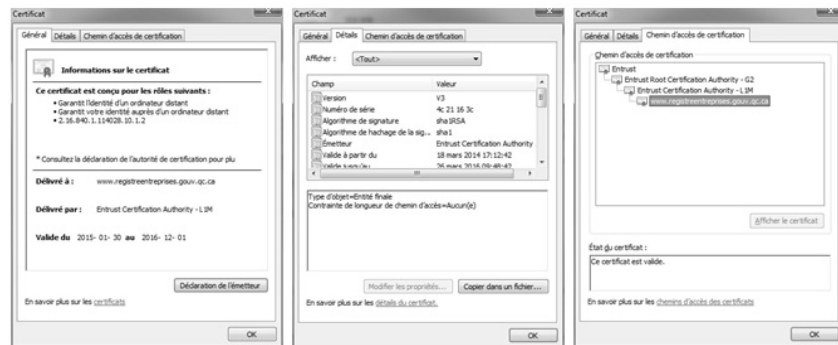 Certificat
Général Détails Chemin d'accès de certification
Informations sur le certificat
Ce certificat est conçu pour les rôles suivants :
• Garantit l'identité d'un ordinateur distant
• Garantit votre identité auprès d'un ordinateur distant
• 2.16.840.1.114028.10.1.2
* Consultez la déclaration de l'autorité de certification pour plu
Délivré à : www.registreentreprises.gouv.qc.ca
Délivré par : Entrust Certification Authority - L1M
Valide du 2015- 01- 30 au 2016- 12- 01
Déclaration de l'émetteur
En savoir plus sur les certificats
OK
Certificat
Général Détails Chemin d'accès de certification
Afficher : <Tout>
Champ Valeur
Version V3
Numéro de série 4c 21 16 3c
Algorithme de signature sha1RSA
Algorithme de hachage de la sig... sha1
Émetteur Entrust Certification Authority
Valide à partir du 18 mars 2014 17:12:42
Valide jusqu'au 26 mars 2016 09:48:42
Type d'objet=Entité finale
Contrainte de longueur de chemin d'accès=Aucun(e)
Modifier les propriétés... Copier dans un fichier...
En savoir plus sur les détails du certificat.
OK
Certificat
Général Détails Chemin d'accès de certification
Chemin d'accès de certification
Entrust
Entrust Root Certification Authority - G2
Entrust Certification Authority - L1M
www.registreentreprises.gouv.qc.ca
Afficher le certificat
État du certificat :
Ce certificat est valide.
En savoir plus sur les chemins d'accès des certificats
OK